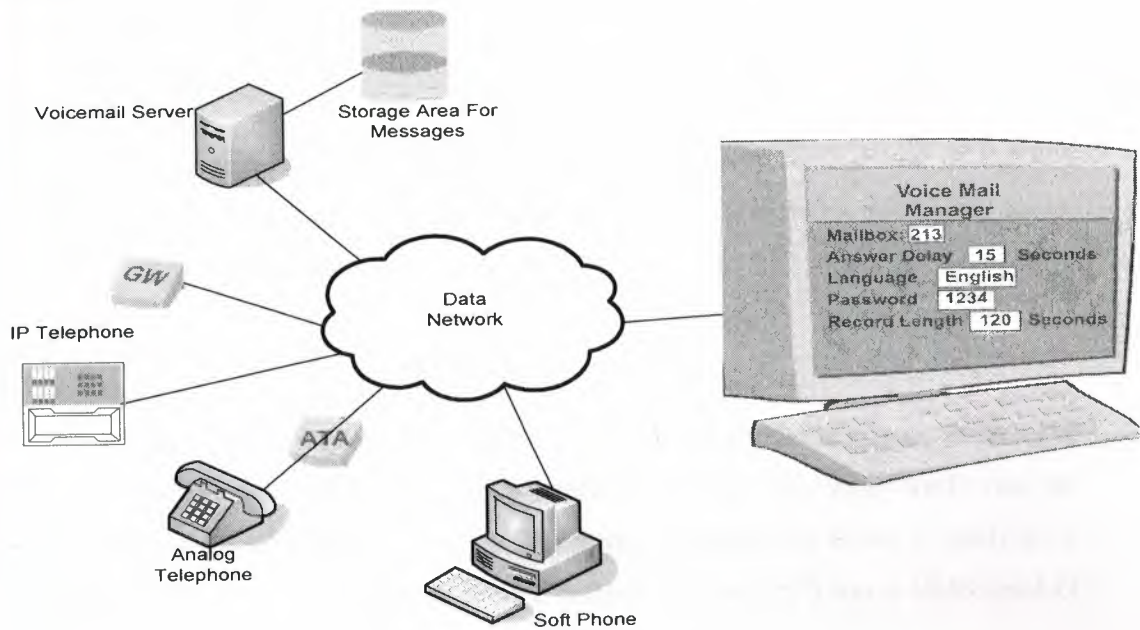 Voicemail Server
Storage Area For
Messages
GW
IP Telephone
Data
Network
ATA
Analog
Telephone
Soft Phone
Voice Mail
Manager
Mailbox: 213
Answer Delay 15 Seconds
Language English
Password 1234
Record Length 120 Seconds